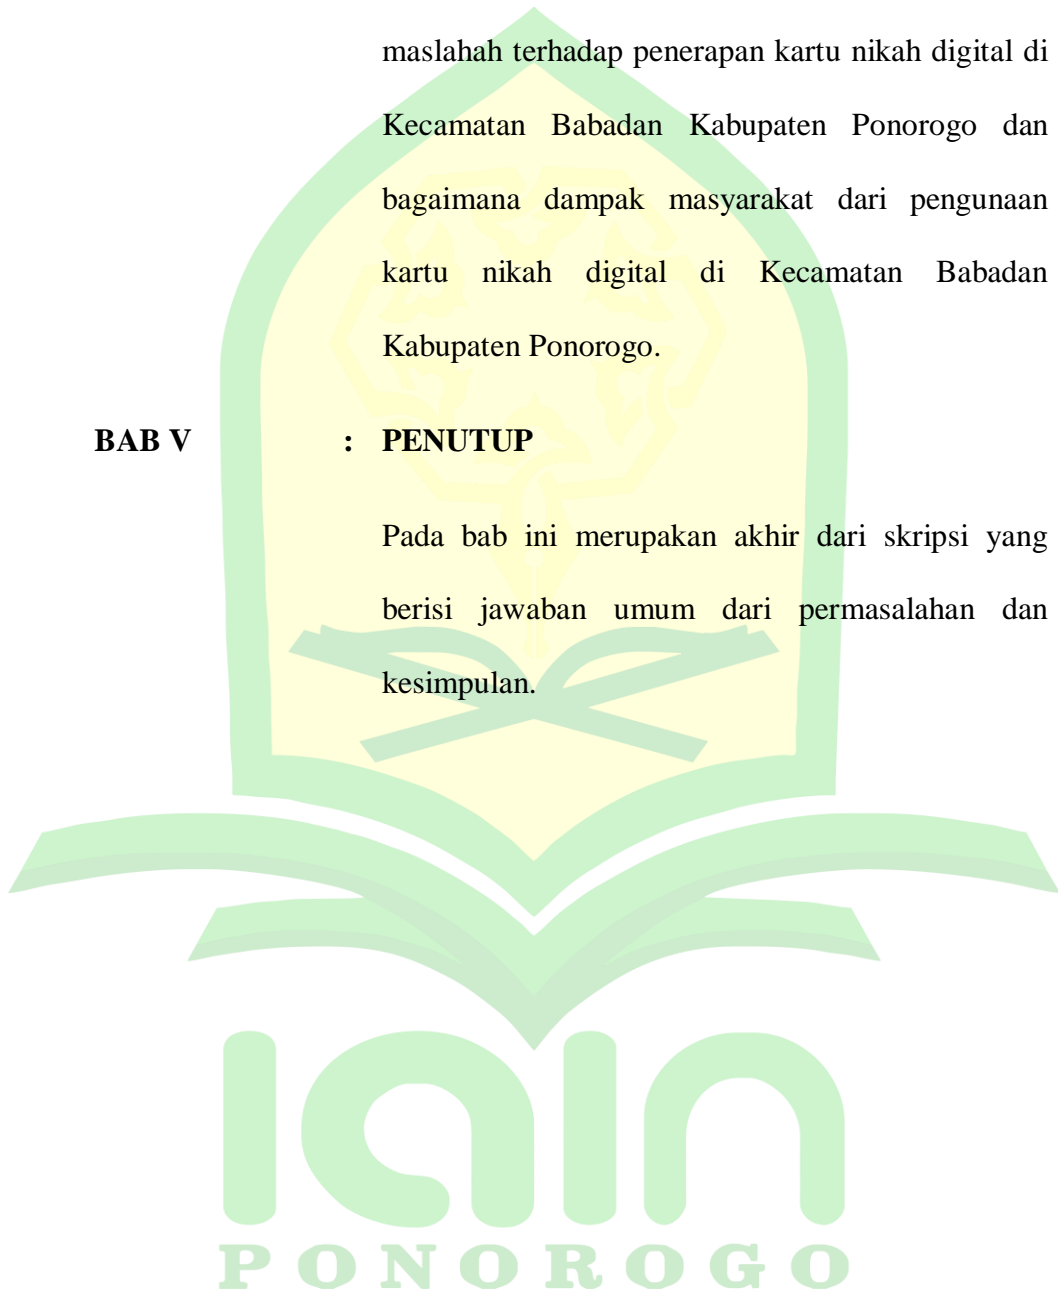 maslahah terhadap penerapan kartu nikah digital di
Kecamatan Babadan Kabupaten Ponorogo dan
bagaimana dampak masyarakat dari pengunaan
kartu nikah digital di Kecamatan Babadan
Kabupaten Ponorogo.
BAB V : PENUTUP
Pada bab ini merupakan akhir dari skripsi yang
berisi jawaban umum dari permasalahan dan
kesimpulan.
iain
PONOROGO